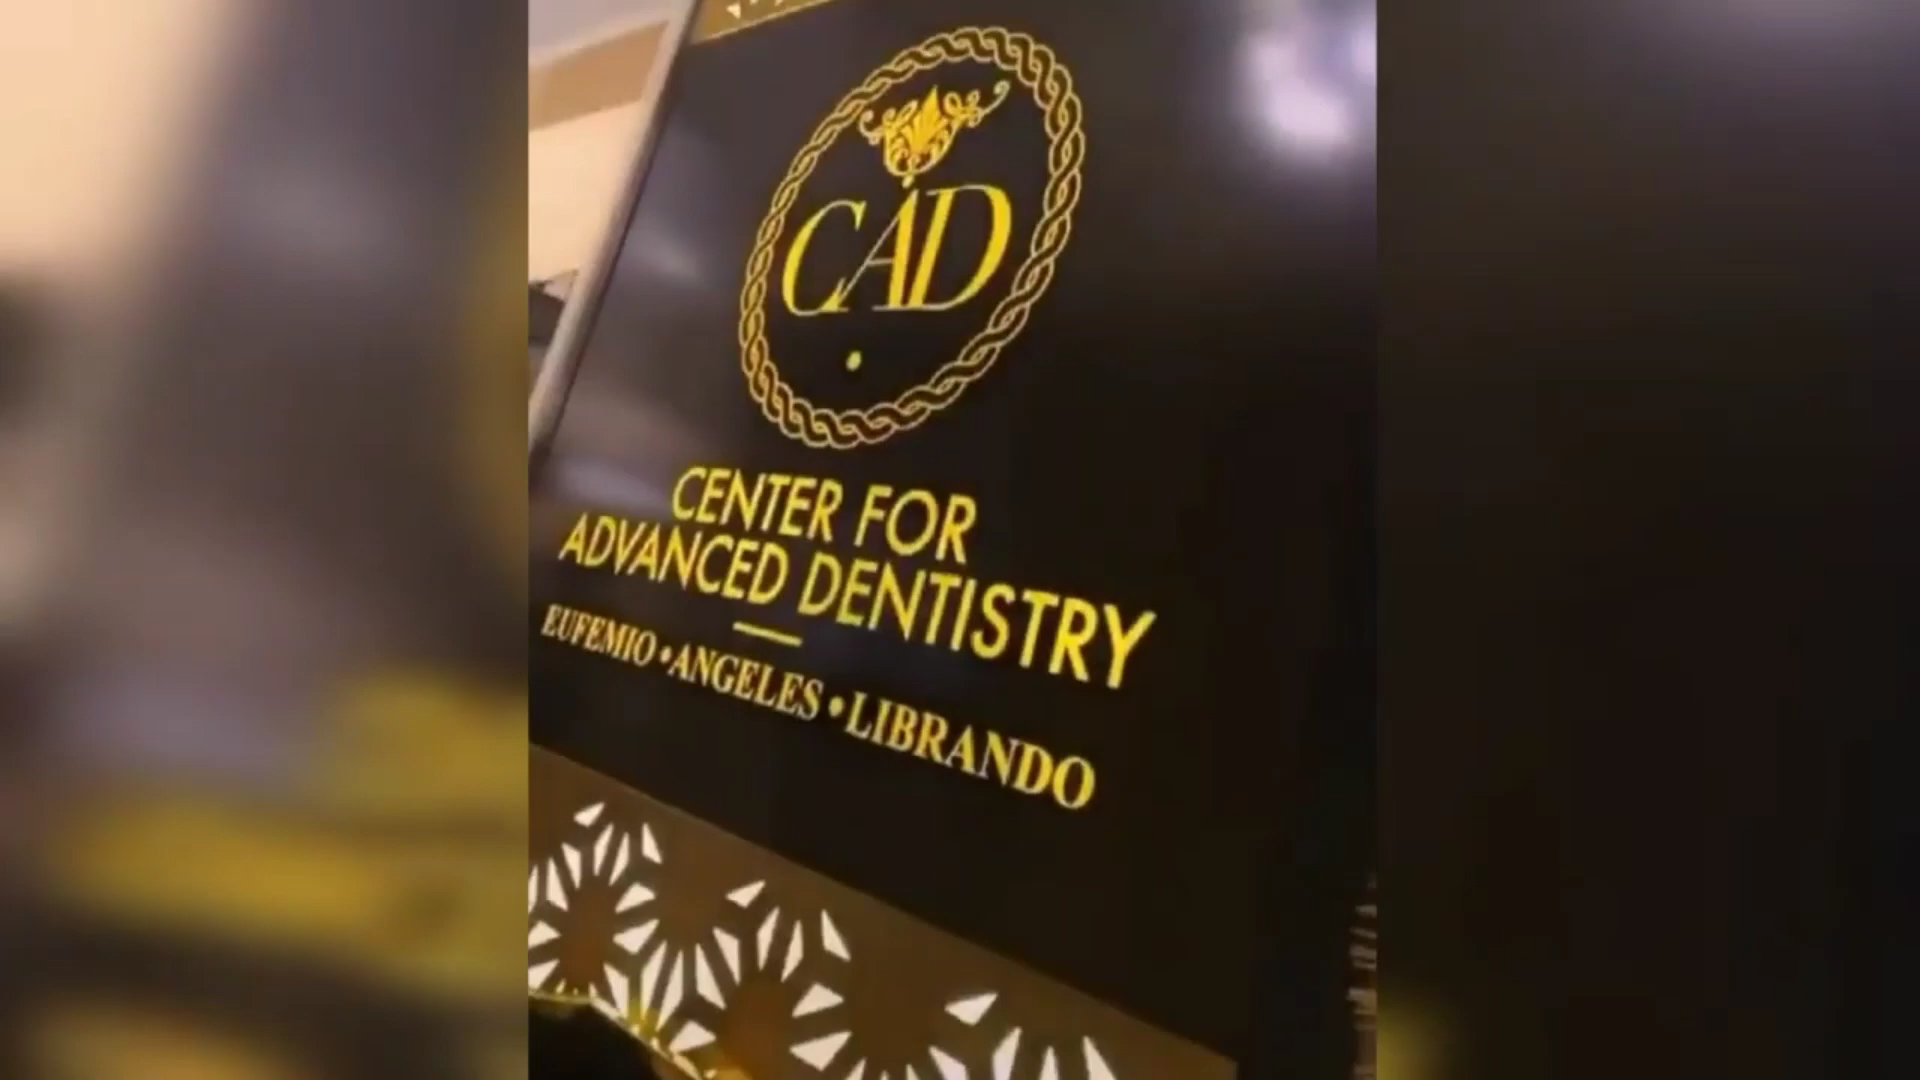 CAD
CENTER FOR
ADVANCED DENTISTRY
EUFEMIO • ANGELES • LIBRANDO